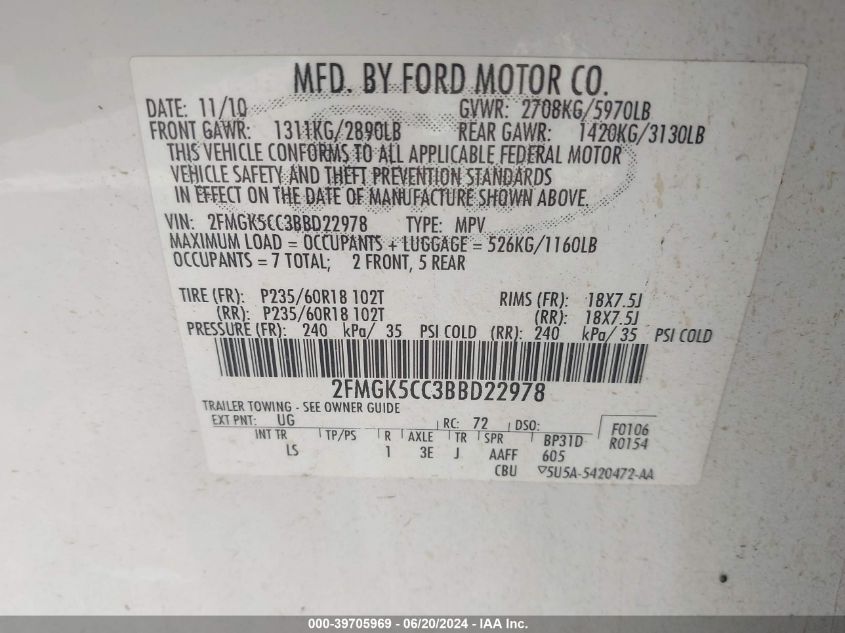 MFD. BY FORD MOTOR CO.
DATE: 11/10 GVWR: 2708KG/5970LB
FRONT GAWR: 1311KG/2890LB REAR GAWR: 1420KG/3130LB
THIS VEHICLE CONFORMS TO ALL APPLICABLE FEDERAL MOTOR
VEHICLE SAFETY AND THEFT PREVENTION STANDARDS
IN EFFECT ON THE DATE OF MANUFACTURE SHOWN ABOVE.
VIN: 2FMGK5CC3BBD22978 TYPE: MPV
MAXIMUM LOAD = OCCUPANTS + LUGGAGE = 526KG/1160LB
OCCUPANTS = 7 TOTAL; 2 FRONT, 5 REAR
TIRE (FR): P235/60R18 102T RIMS (FR): 18X7.5J
(RR): P235/60R18 102T (RR): 18X7.5J
PRESSURE (FR): 240 kPa/ 35 PSI COLD (RR): 240 kPa/ 35 PSI COLD
2FMGK5CC3BBD22978
TRAILER TOWING - SEE OWNER GUIDE
EXT PNT: UG RC: 72 DSO: F0106
INT TR TP/PS R AXLE TR SPR BP31D R0154
LS 1 3E J AAFF 605
CBU 5U5A-5420472-AA
000-39705969 - 06/20/2024 - IAA Inc.